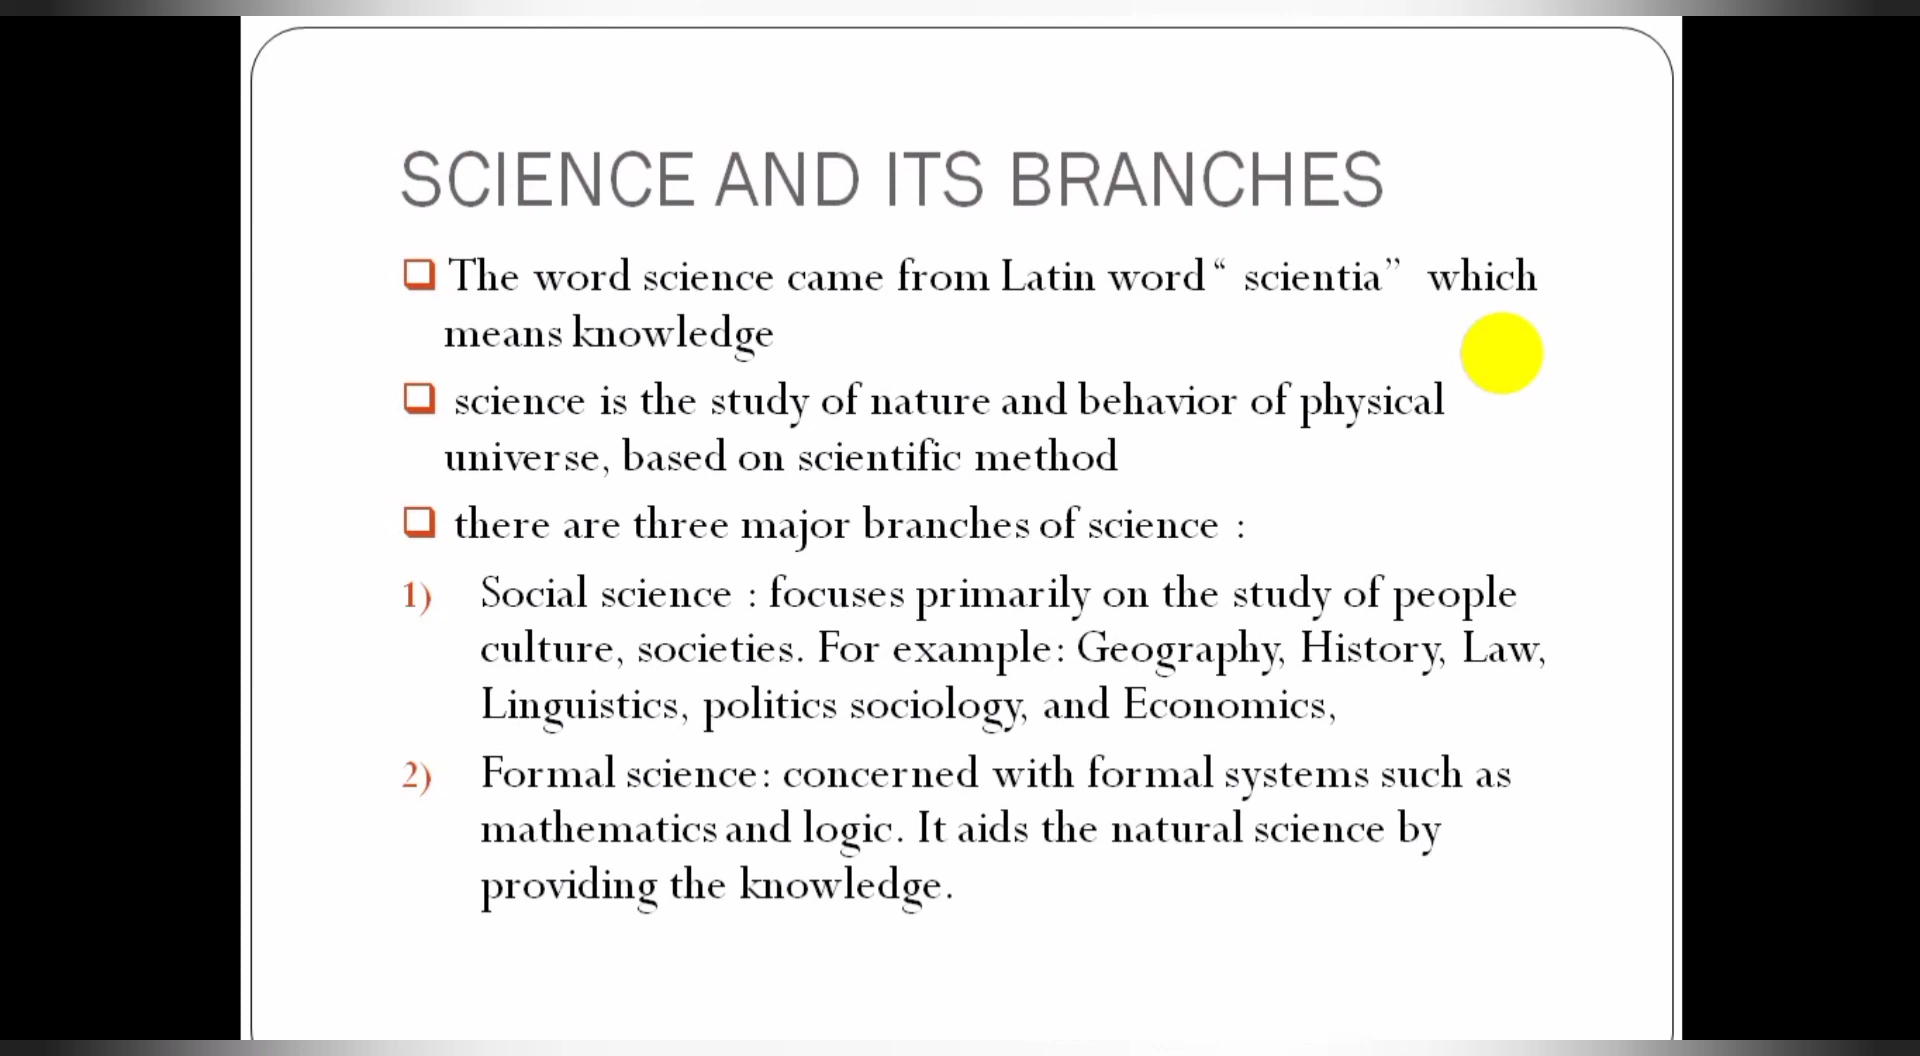 SCIENCE AND ITS BRANCHES
The word science came from Latin word “ scientia” which
means knowledge
science is the study of nature and behavior of physical
universe, based on scientific method
there are three major branches of science :
1) Social science : focuses primarily on the study of people
culture, societies. For example: Geography, History, Law,
Linguistics, politics sociology, and Economics,
2) Formal science: concerned with formal systems such as
mathematics and logic. It aids the natural science by
providing the knowledge.